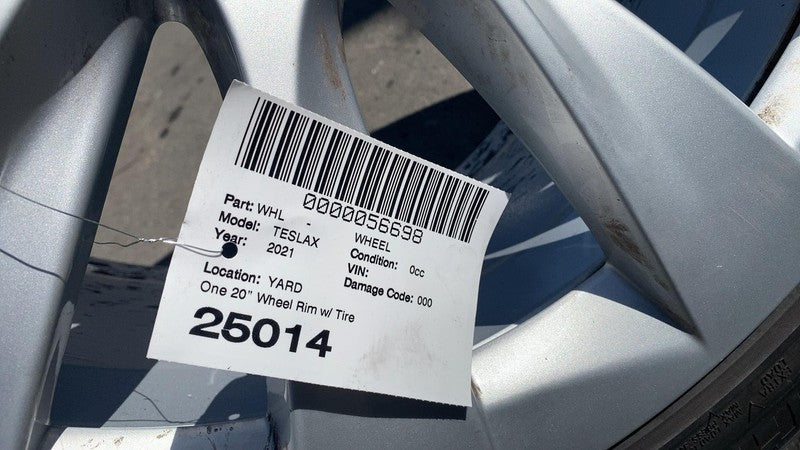 0000056698
Part: WHL - WHEEL
Model: TESLAX Condition: 0cc
Year: 2021 VIN:
Damage Code: 000
Location: YARD
One 20" Wheel Rim w/ Tire
25014